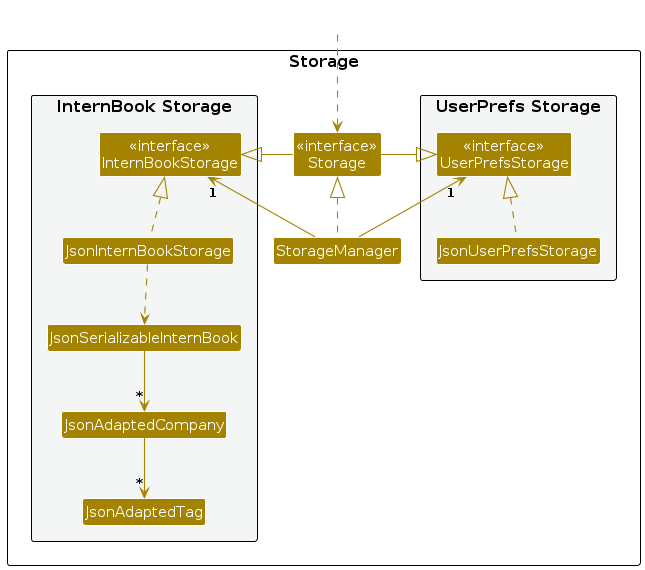 Storage
InternBook Storage
UserPrefs Storage
«interface»
InternBookStorage
«interface»
Storage
«interface»
UserPrefsStorage
1
1
JsonInternBookStorage
StorageManager
JsonUserPrefsStorage
JsonSerializableInternBook
*
JsonAdaptedCompany
*
JsonAdaptedTag